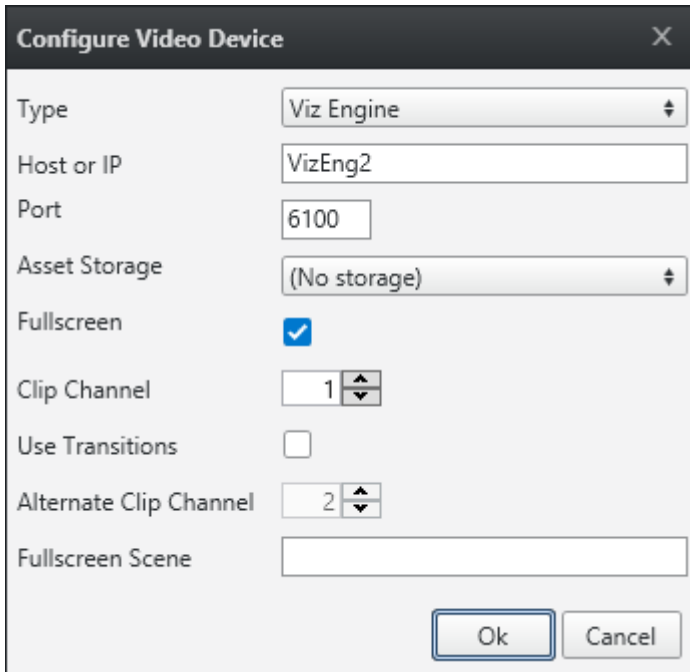 Configure Video Device
Type Viz Engine
Host or IP VizEng2
Port 6100
Asset Storage (No storage)
Fullscreen
Clip Channel 1
Use Transitions
Alternate Clip Channel 2
Fullscreen Scene
Ok Cancel